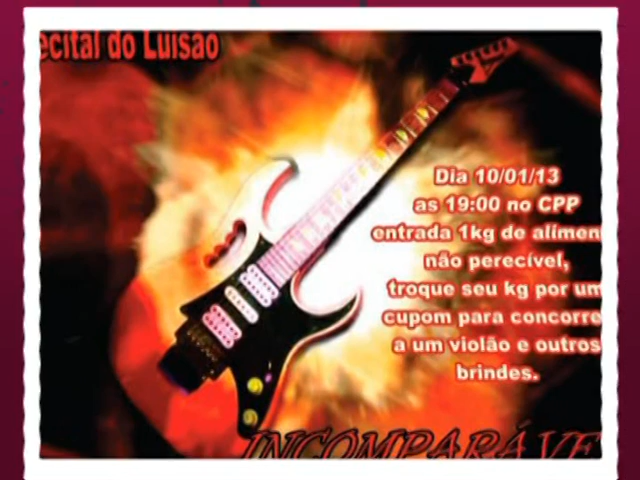 ecital do Luisão
Dia 10/01/13
as 19:00 no CPP
entrada 1kg de alimen
não perecível,
troque seu kg por um
cupom para concorre
a um violão e outros
brindes.
INCOMPARÁVE